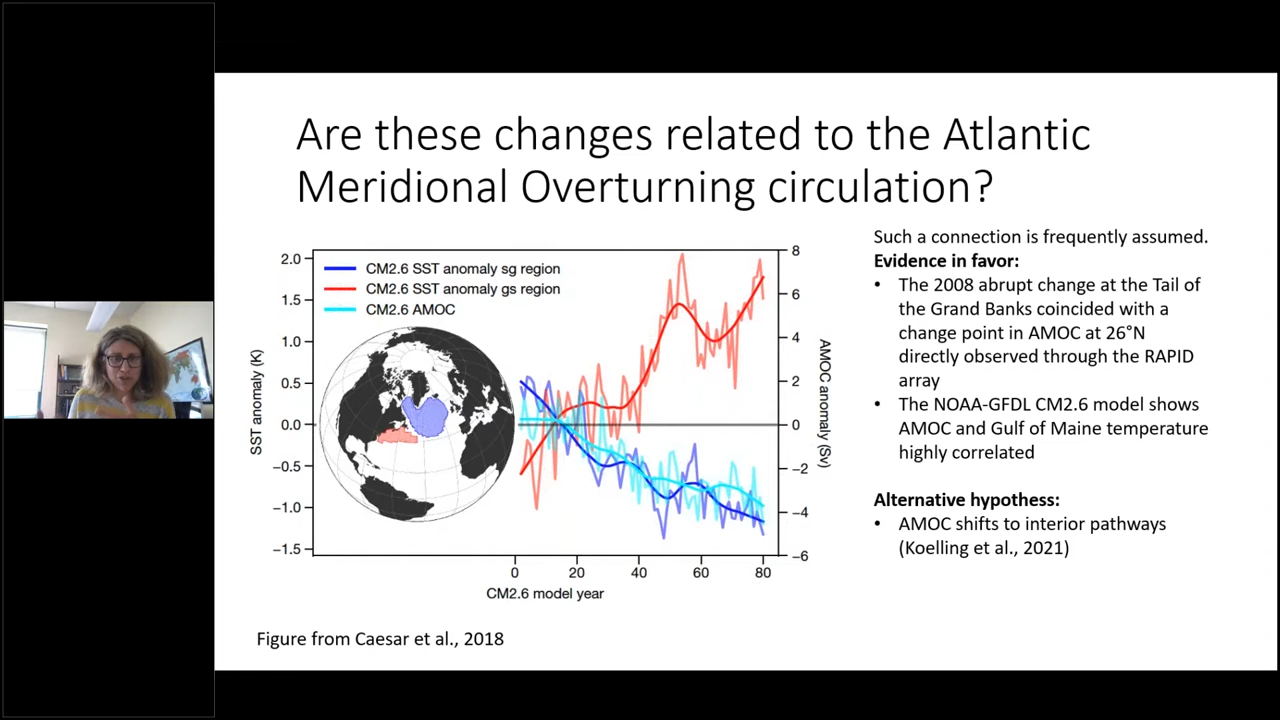 Are these changes related to the Atlantic
Meridional Overturning circulation?
2.0
1.5
1.0
0.5
0.0
−0.5
−1.0
−1.5
SST anomaly (K)
CM2.6 SST anomaly sg region
CM2.6 SST anomaly gs region
CM2.6 AMOC
8
6
4
2
0
−2
−4
−6
AMOC anomaly (Sv)
0 20 40 60 80
CM2.6 model year
Figure from Caesar et al., 2018
Such a connection is frequently assumed.
Evidence in favor:
• The 2008 abrupt change at the Tail of
the Grand Banks coincided with a
change point in AMOC at 26°N
directly observed through the RAPID
array
• The NOAA-GFDL CM2.6 model shows
AMOC and Gulf of Maine temperature
highly correlated
Alternative hypothess:
• AMOC shifts to interior pathways
(Koelling et al., 2021)